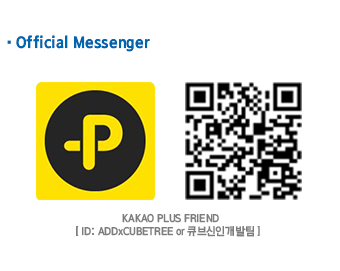 · Official Messenger
P
KAKAO PLUS FRIEND
[ ID: ADDxCUBETREE or 큐브신인개발팀 ]